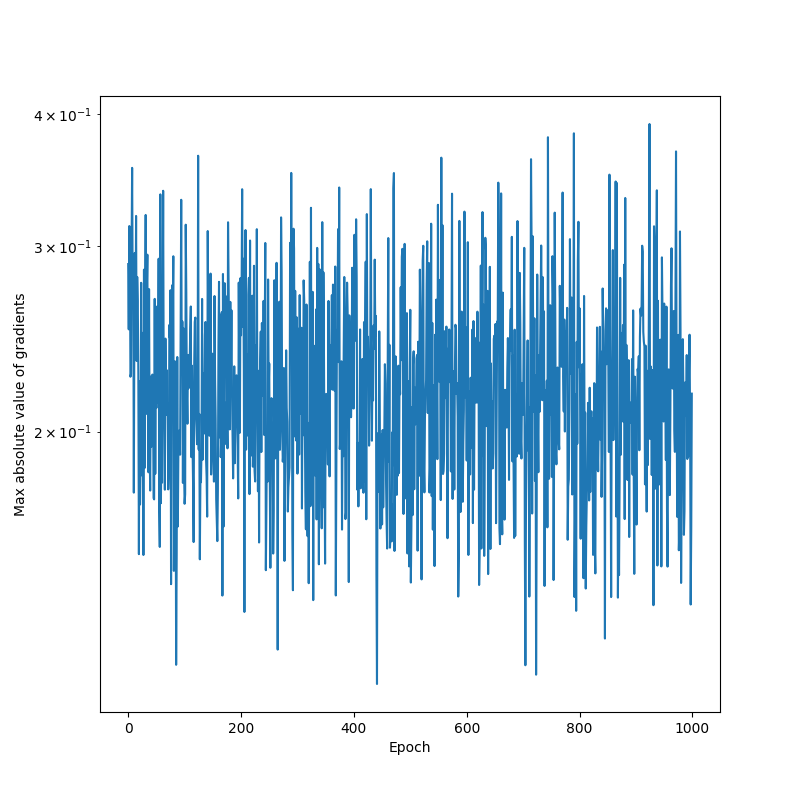 Max absolute value of gradients
4 × 10⁻¹
3 × 10⁻¹
2 × 10⁻¹
0 200 400 600 800 1000
Epoch